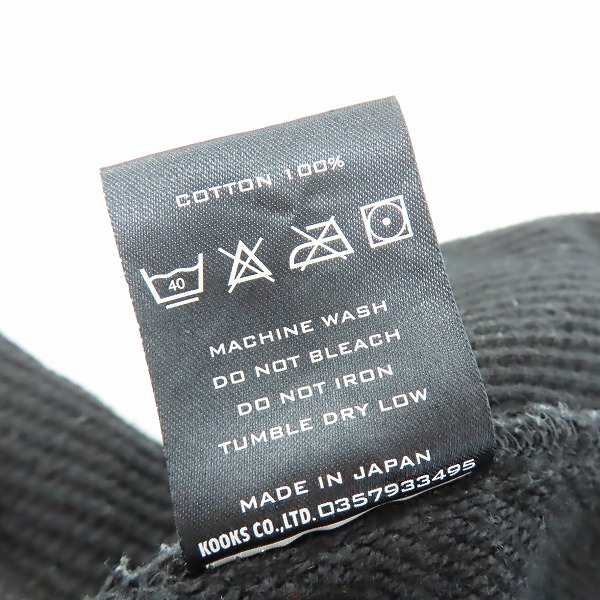 COTTON 100%
40
MACHINE WASH
DO NOT BLEACH
DO NOT IRON
TUMBLE DRY LOW
MADE IN JAPAN
KOOKS CO.,LTD. 0357933495